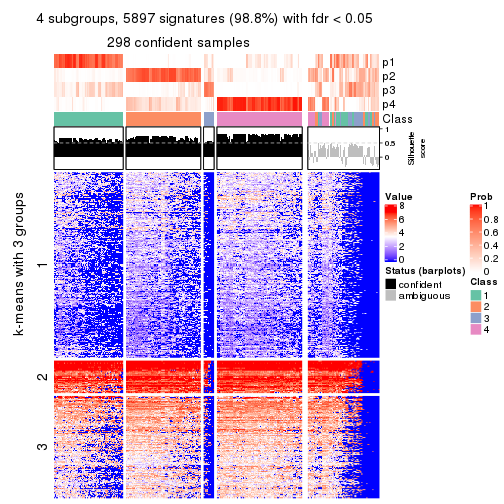 4 subgroups, 5897 signatures (98.8%) with fdr < 0.05
298 confident samples
p1
p2
p3
p4
Class
1
0.5
0
Silhouette
score
k-means with 3 groups
1
2
3
Value
8
6
4
2
0
Status (barplots)
confident
ambiguous
Prob
1
0.8
0.6
0.4
0.2
0
Class
1
2
3
4